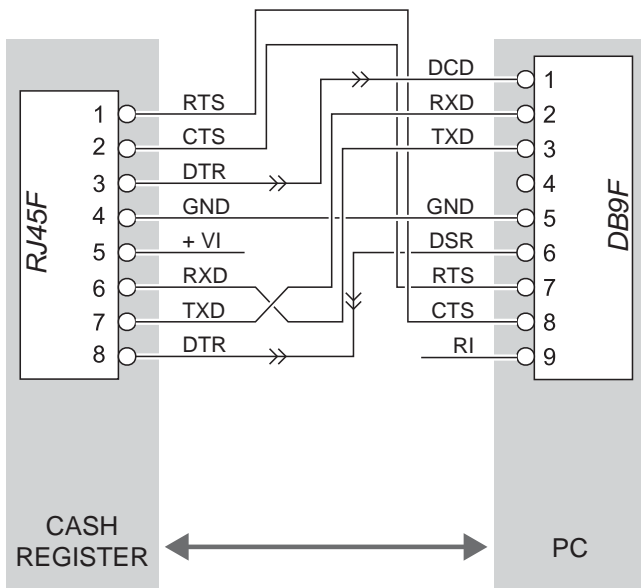 RJ45F
1 RTS
2 CTS
3 DTR
4 GND
5 + VI
6 RXD
7 TXD
8 DTR
CASH
REGISTER
DB9F
DCD 1
RXD 2
TXD 3
4
GND 5
DSR 6
RTS 7
CTS 8
RI 9
PC